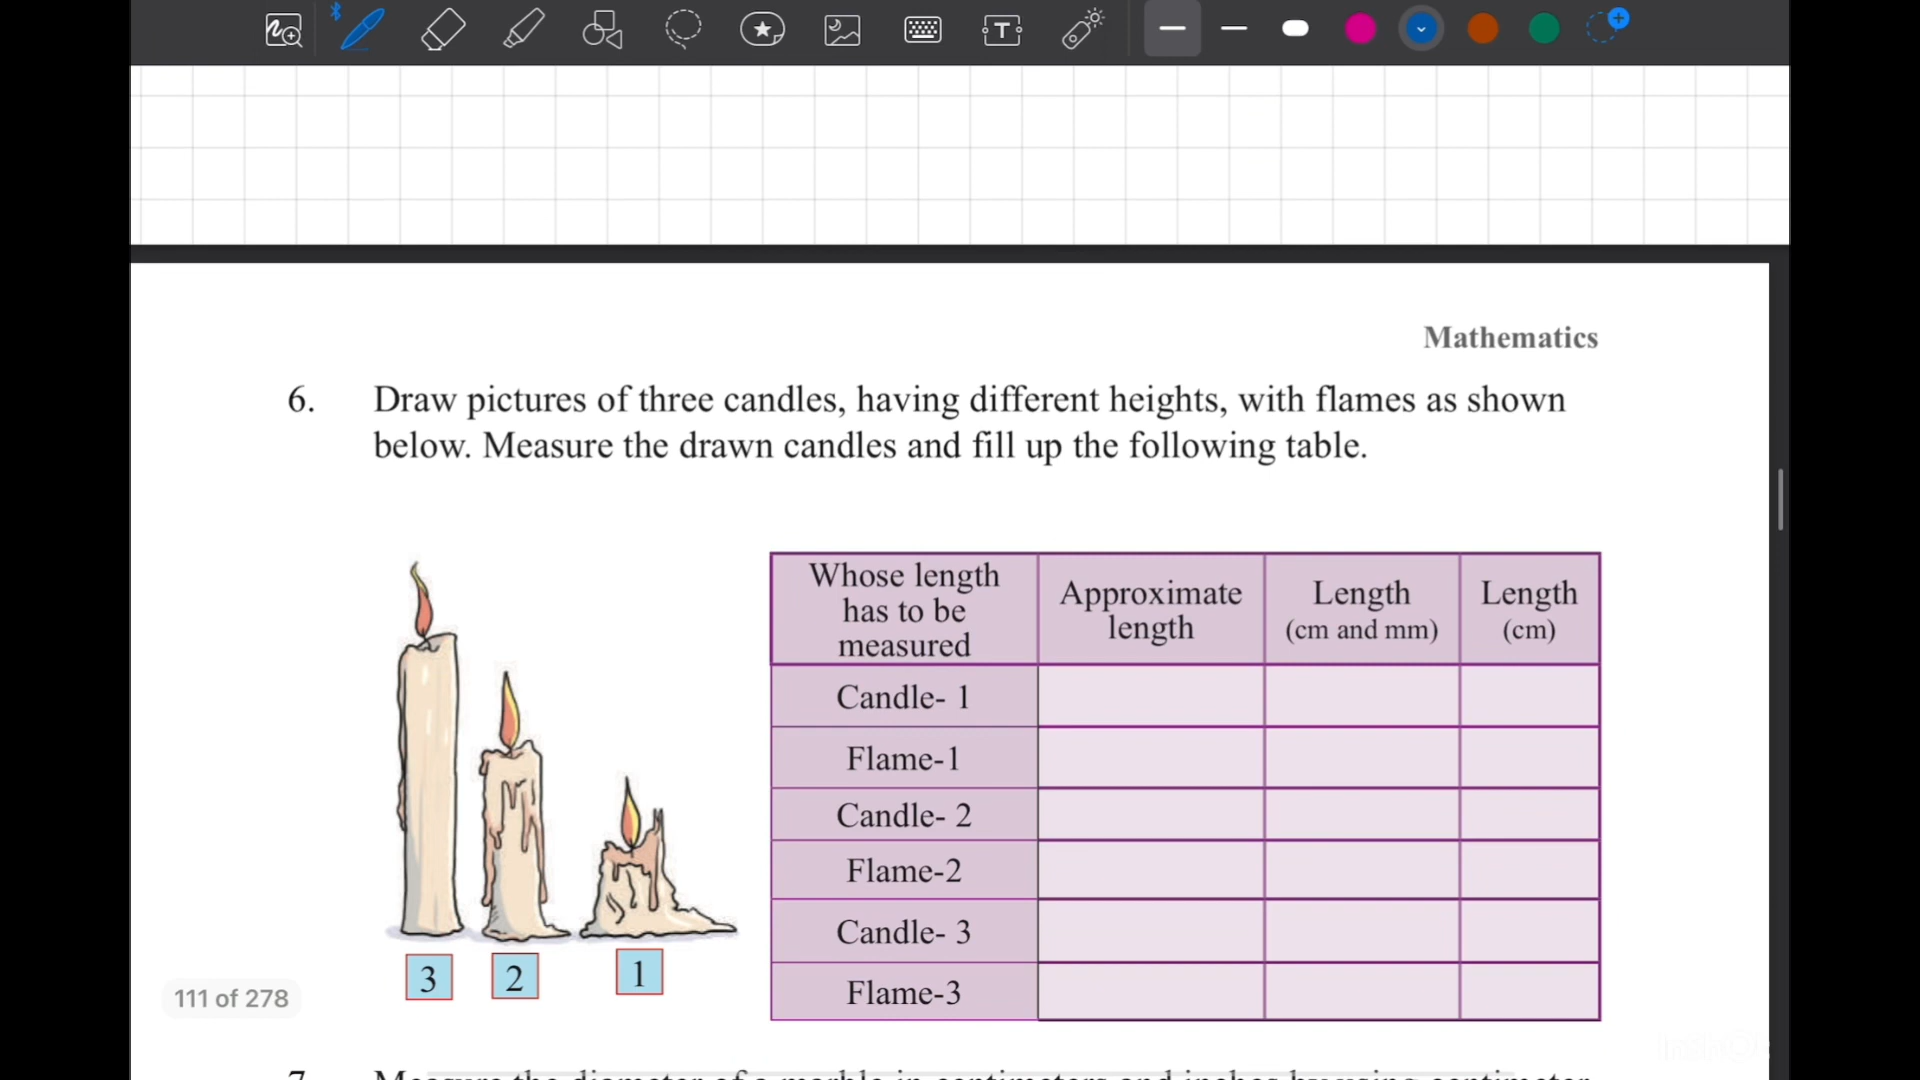 Mathematics
6. Draw pictures of three candles, having different heights, with flames as shown
below. Measure the drawn candles and fill up the following table.
Whose length has to be measured Approximate length Length (cm and mm) Length (cm)
Candle- 1
Flame-1
Candle- 2
Flame-2
Candle- 3
Flame-3
3 2 1
111 of 278